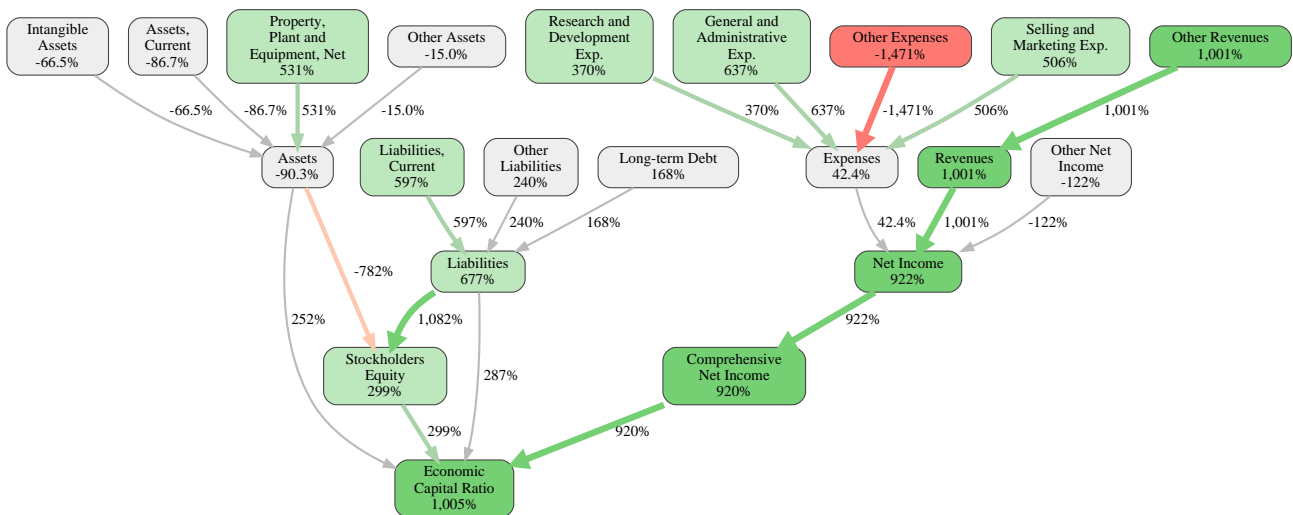 Intangible
Assets
-66.5%
Assets,
Current
-86.7%
Property,
Plant and
Equipment, Net
531%
Other Assets
-15.0%
Research and
Development
Exp.
370%
General and
Administrative
Exp.
637%
Other Expenses
-1,471%
Selling and
Marketing Exp.
506%
Other Revenues
1,001%
-66.5%
-86.7%
531%
-15.0%
370%
637%
-1,471%
506%
1,001%
Assets
-90.3%
Liabilities,
Current
597%
Other
Liabilities
240%
Long-term Debt
168%
Expenses
42.4%
Revenues
1,001%
Other Net
Income
-122%
597%
240%
168%
42.4%
1,001%
-122%
-782%
Liabilities
677%
Net Income
922%
252%
1,082%
922%
Stockholders
Equity
299%
287%
Comprehensive
Net Income
920%
299%
920%
Economic
Capital Ratio
1,005%